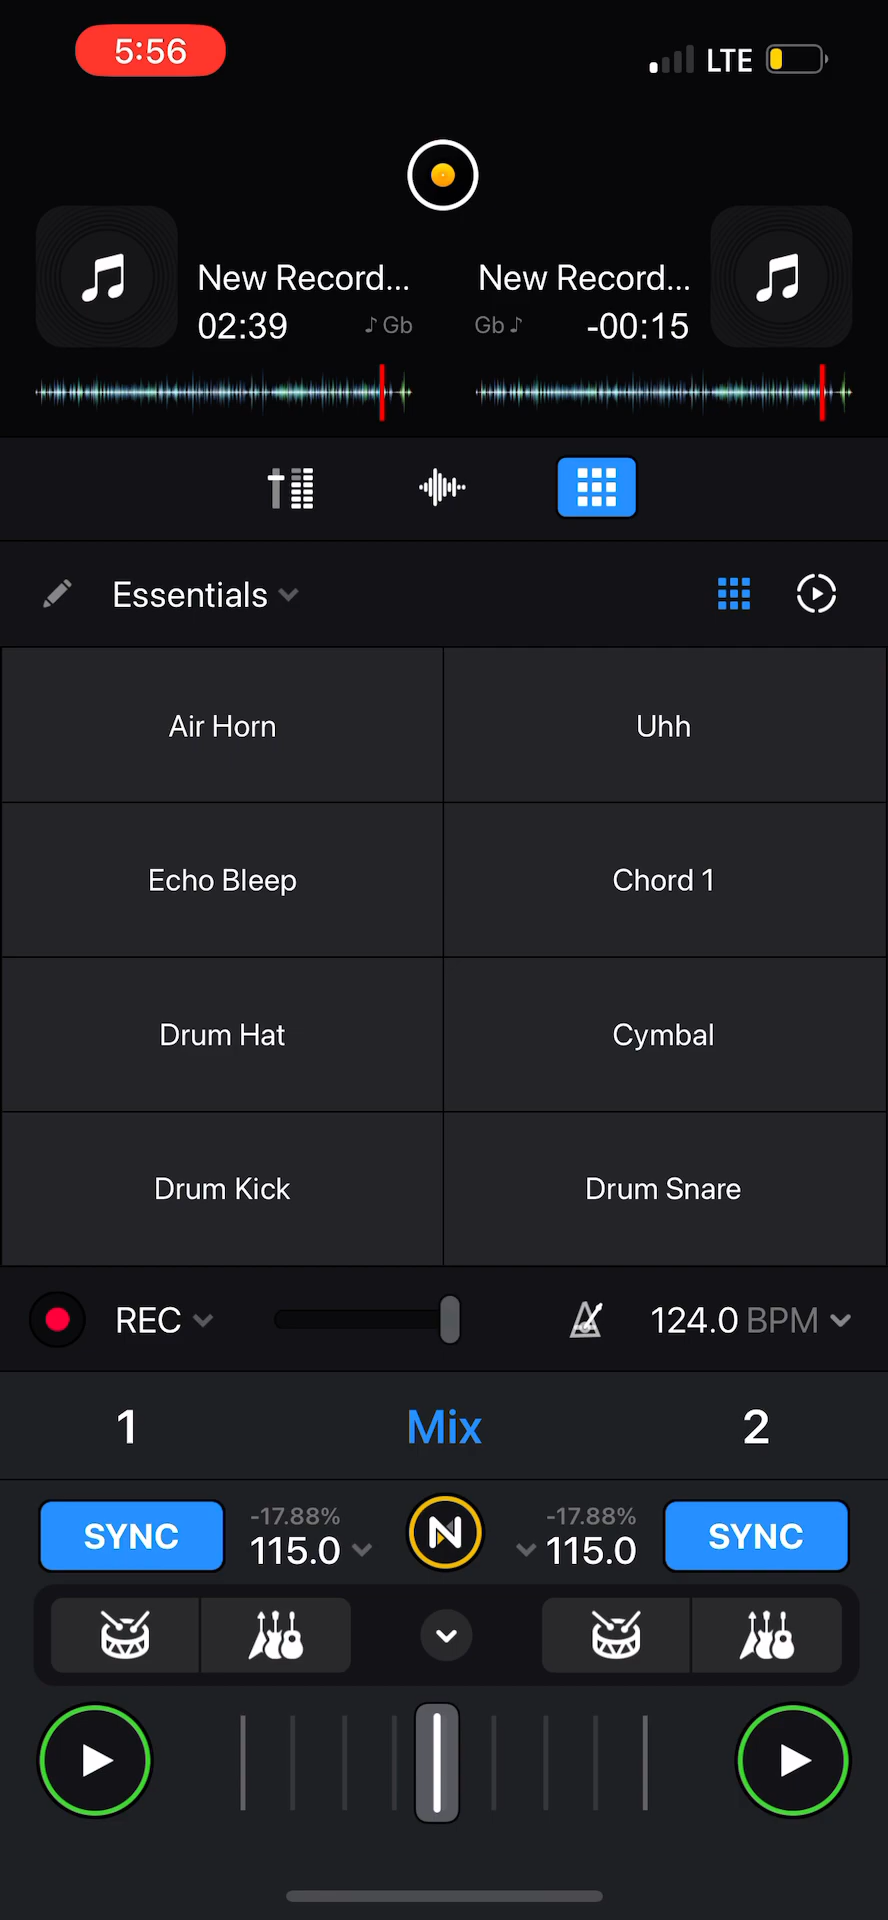 5:56
LTE
New Record... New Record...
02:39 ♪ Gb Gb ♪ -00:15
Essentials
Air Horn Uhh
Echo Bleep Chord 1
Drum Hat Cymbal
Drum Kick Drum Snare
REC 124.0 BPM
1 Mix 2
-17.88% -17.88%
SYNC 115.0 N 115.0 SYNC